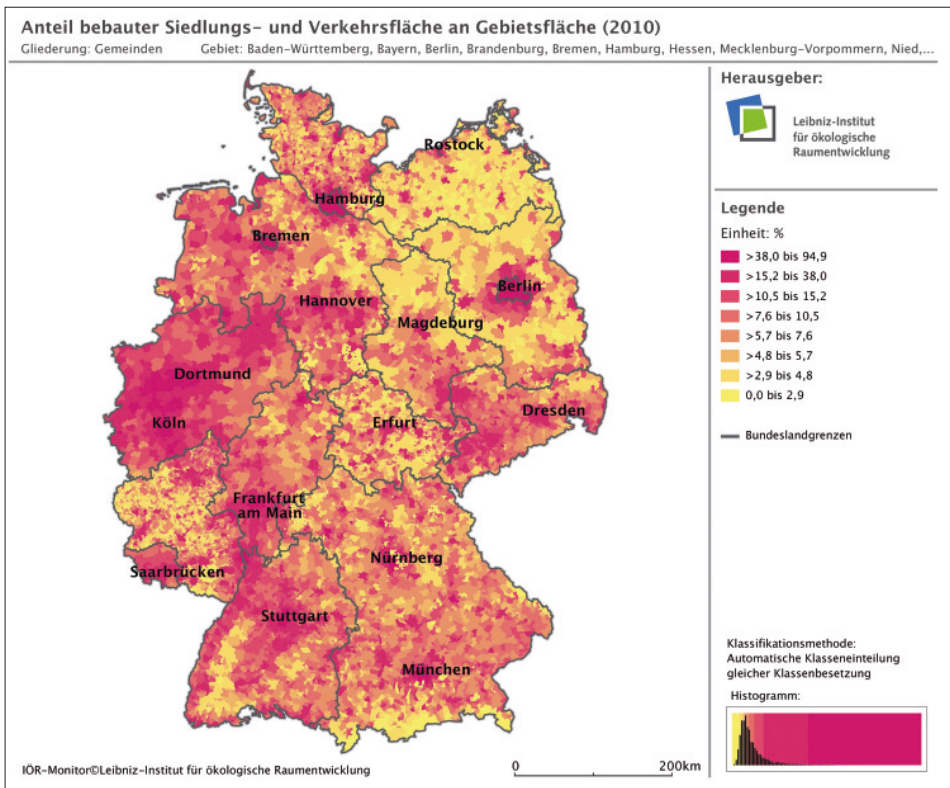 Anteil bebauter Siedlungs- und Verkehrsfläche an Gebietsfläche (2010)
Gliederung: Gemeinden Gebiet: Baden-Württemberg, Bayern, Berlin, Brandenburg, Bremen, Hamburg, Hessen, Mecklenburg-Vorpommern, Nied,...
Herausgeber:
Leibniz-Institut
für ökologische
Raumentwicklung
Rostock
Hamburg
Bremen
Berlin
Hannover
Magdeburg
Dortmund
Dresden
Köln
Erfurt
Frankfurt
am Main
Nürnberg
Saarbrücken
Stuttgart
München
Legende
Einheit: %
>38,0 bis 94,9
>15,2 bis 38,0
>10,5 bis 15,2
>7,6 bis 10,5
>5,7 bis 7,6
>4,8 bis 5,7
>2,9 bis 4,8
0,0 bis 2,9
Bundeslandgrenzen
Klassifikationsmethode:
Automatische Klasseneinteilung
gleicher Klassenbesetzung
Histogramm:
IÖR-Monitor©Leibniz-Institut für ökologische Raumentwicklung
0 200km